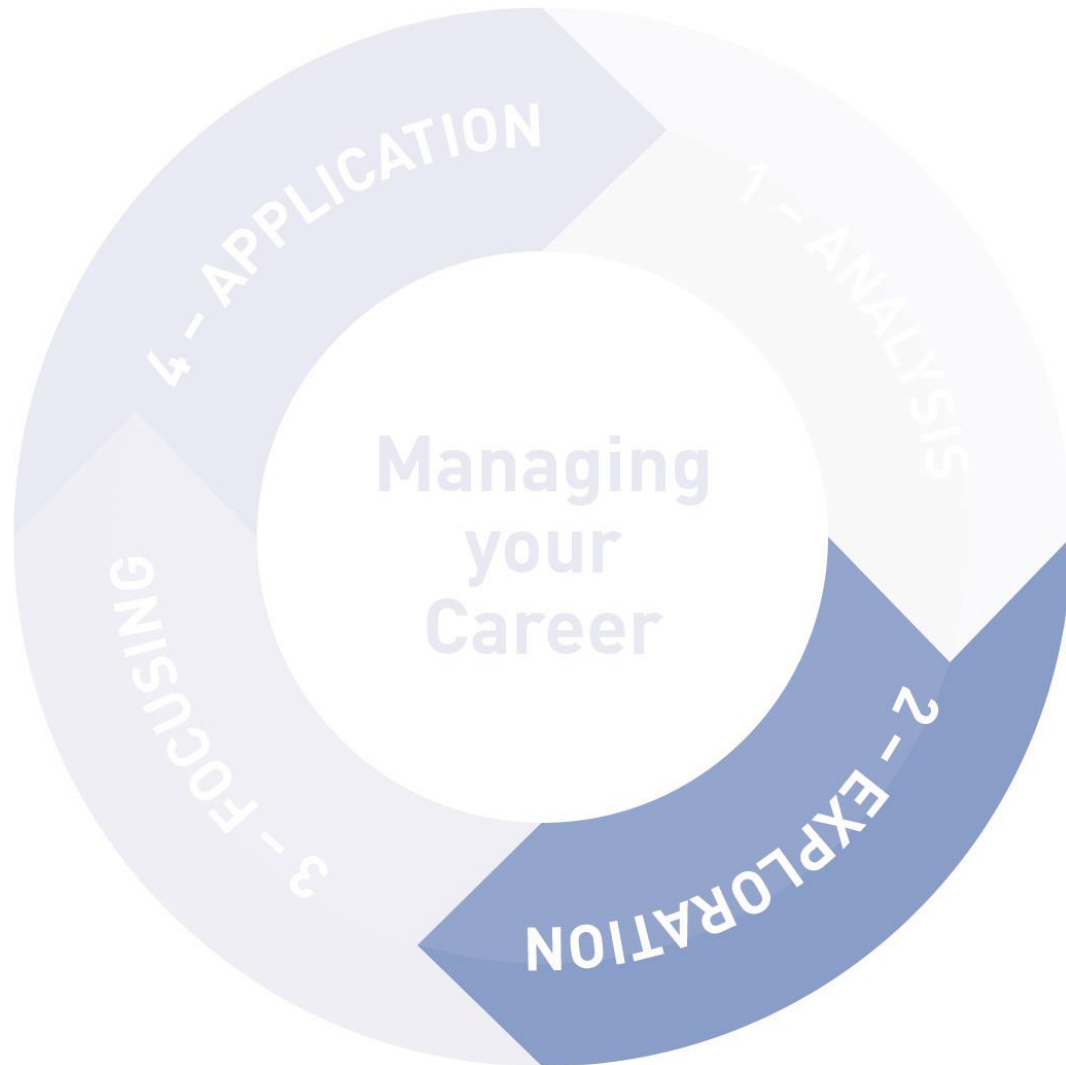 Managing
your
Career
1 – ANALYSIS
2 – EXPLORATION
3 – FOCUSING
4 – APPLICATION